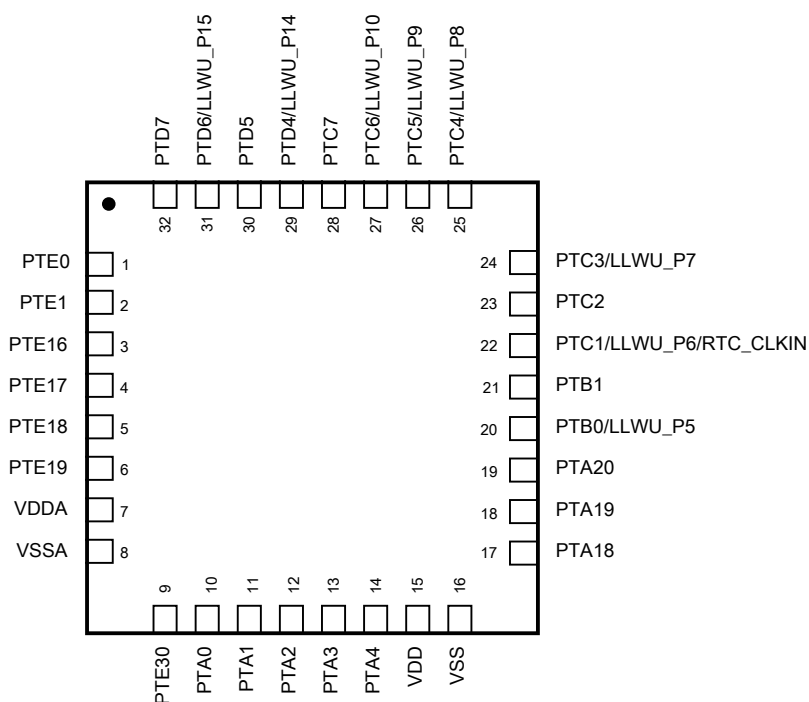 PTD7
PTD6/LLWU_P15
PTD5
PTD4/LLWU_P14
PTC7
PTC6/LLWU_P10
PTC5/LLWU_P9
PTC4/LLWU_P8
32
31
30
29
28
27
26
25
PTE0 1
PTE1 2
PTE16 3
PTE17 4
PTE18 5
PTE19 6
VDDA 7
VSSA 8
24 PTC3/LLWU_P7
23 PTC2
22 PTC1/LLWU_P6/RTC_CLKIN
21 PTB1
20 PTB0/LLWU_P5
19 PTA20
18 PTA19
17 PTA18
9
10
11
12
13
14
15
16
PTE30
PTA0
PTA1
PTA2
PTA3
PTA4
VDD
VSS